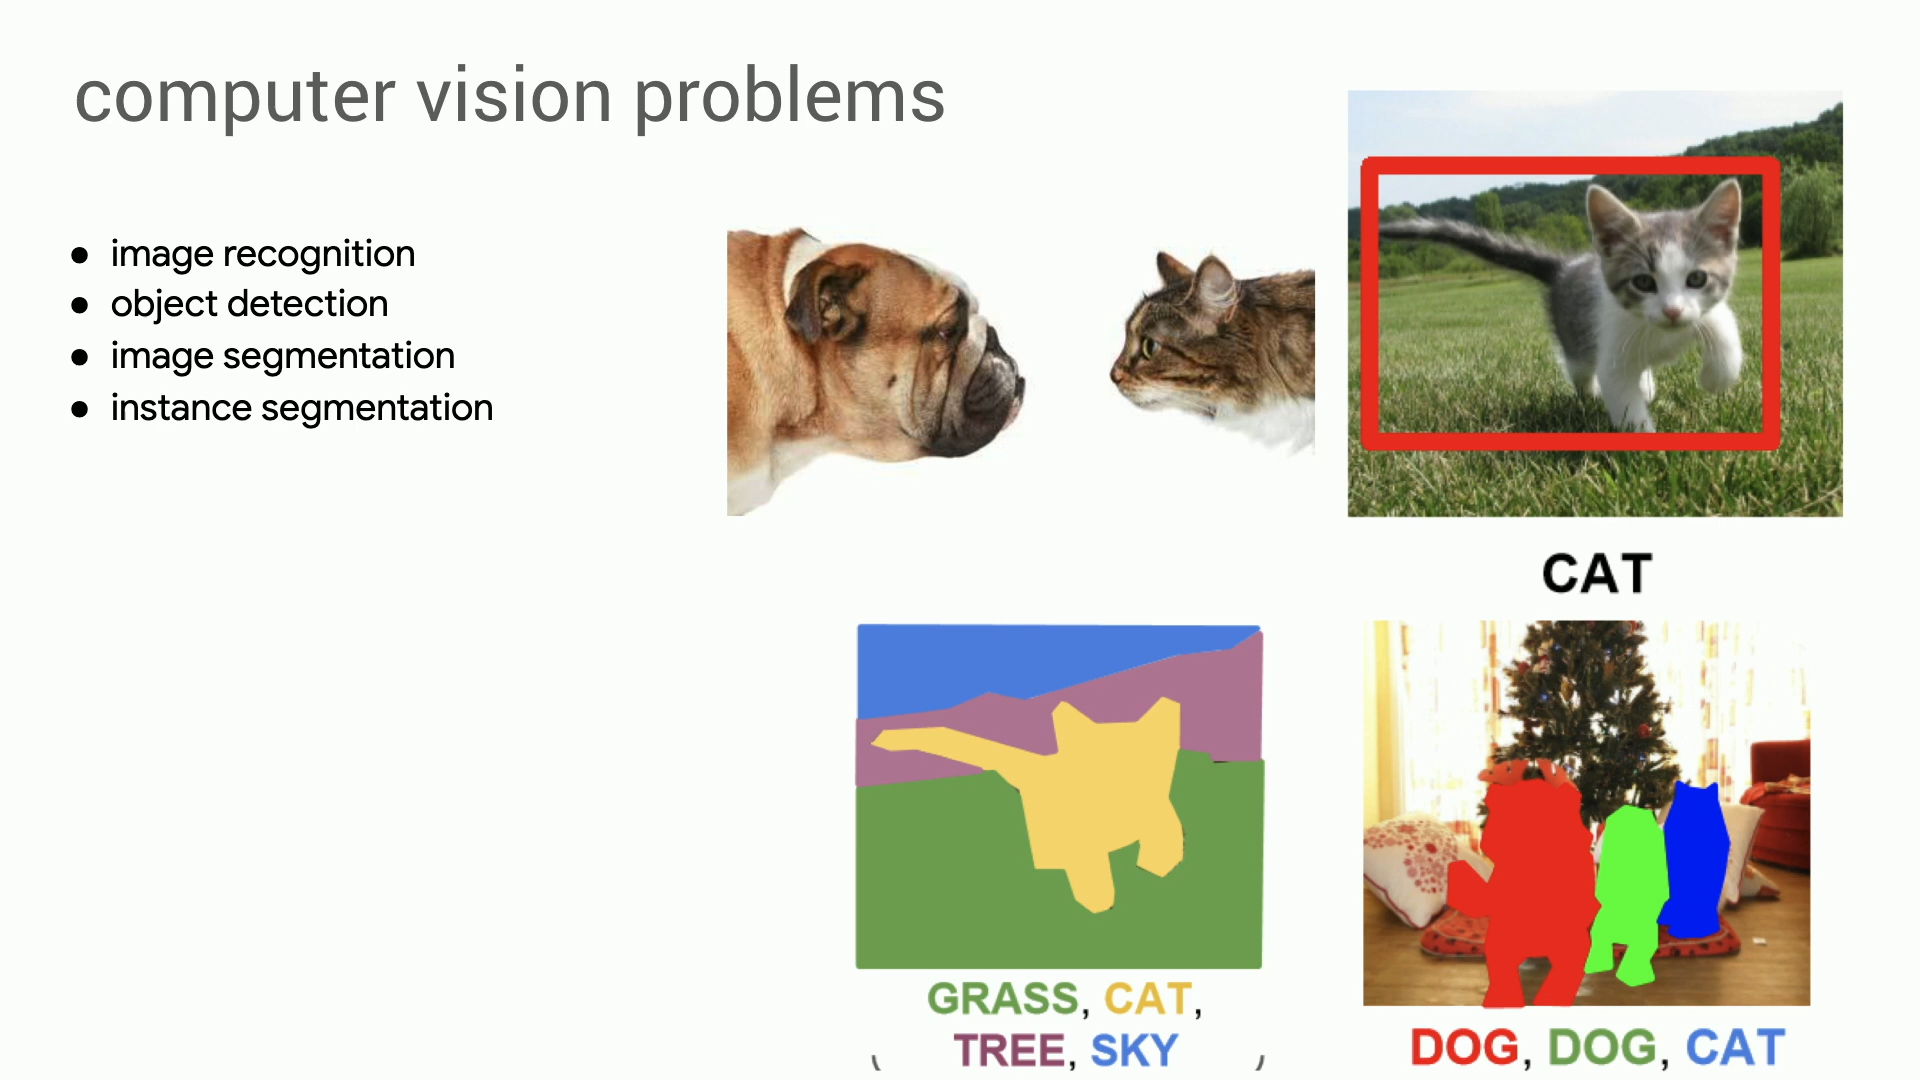 computer vision problems
● image recognition
● object detection
● image segmentation
● instance segmentation
CAT
GRASS, CAT,
TREE, SKY
DOG, DOG, CAT